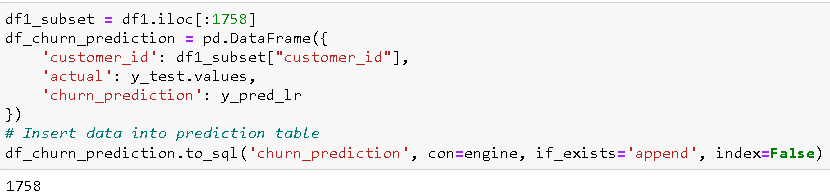 df1_subset = df1.iloc[:1758]
df_churn_prediction = pd.DataFrame({
    'customer_id': df1_subset["customer_id"],
    'actual': y_test.values,
    'churn_prediction': y_pred_lr
})
# Insert data into prediction table
df_churn_prediction.to_sql('churn_prediction', con=engine, if_exists='append', index=False)
1758